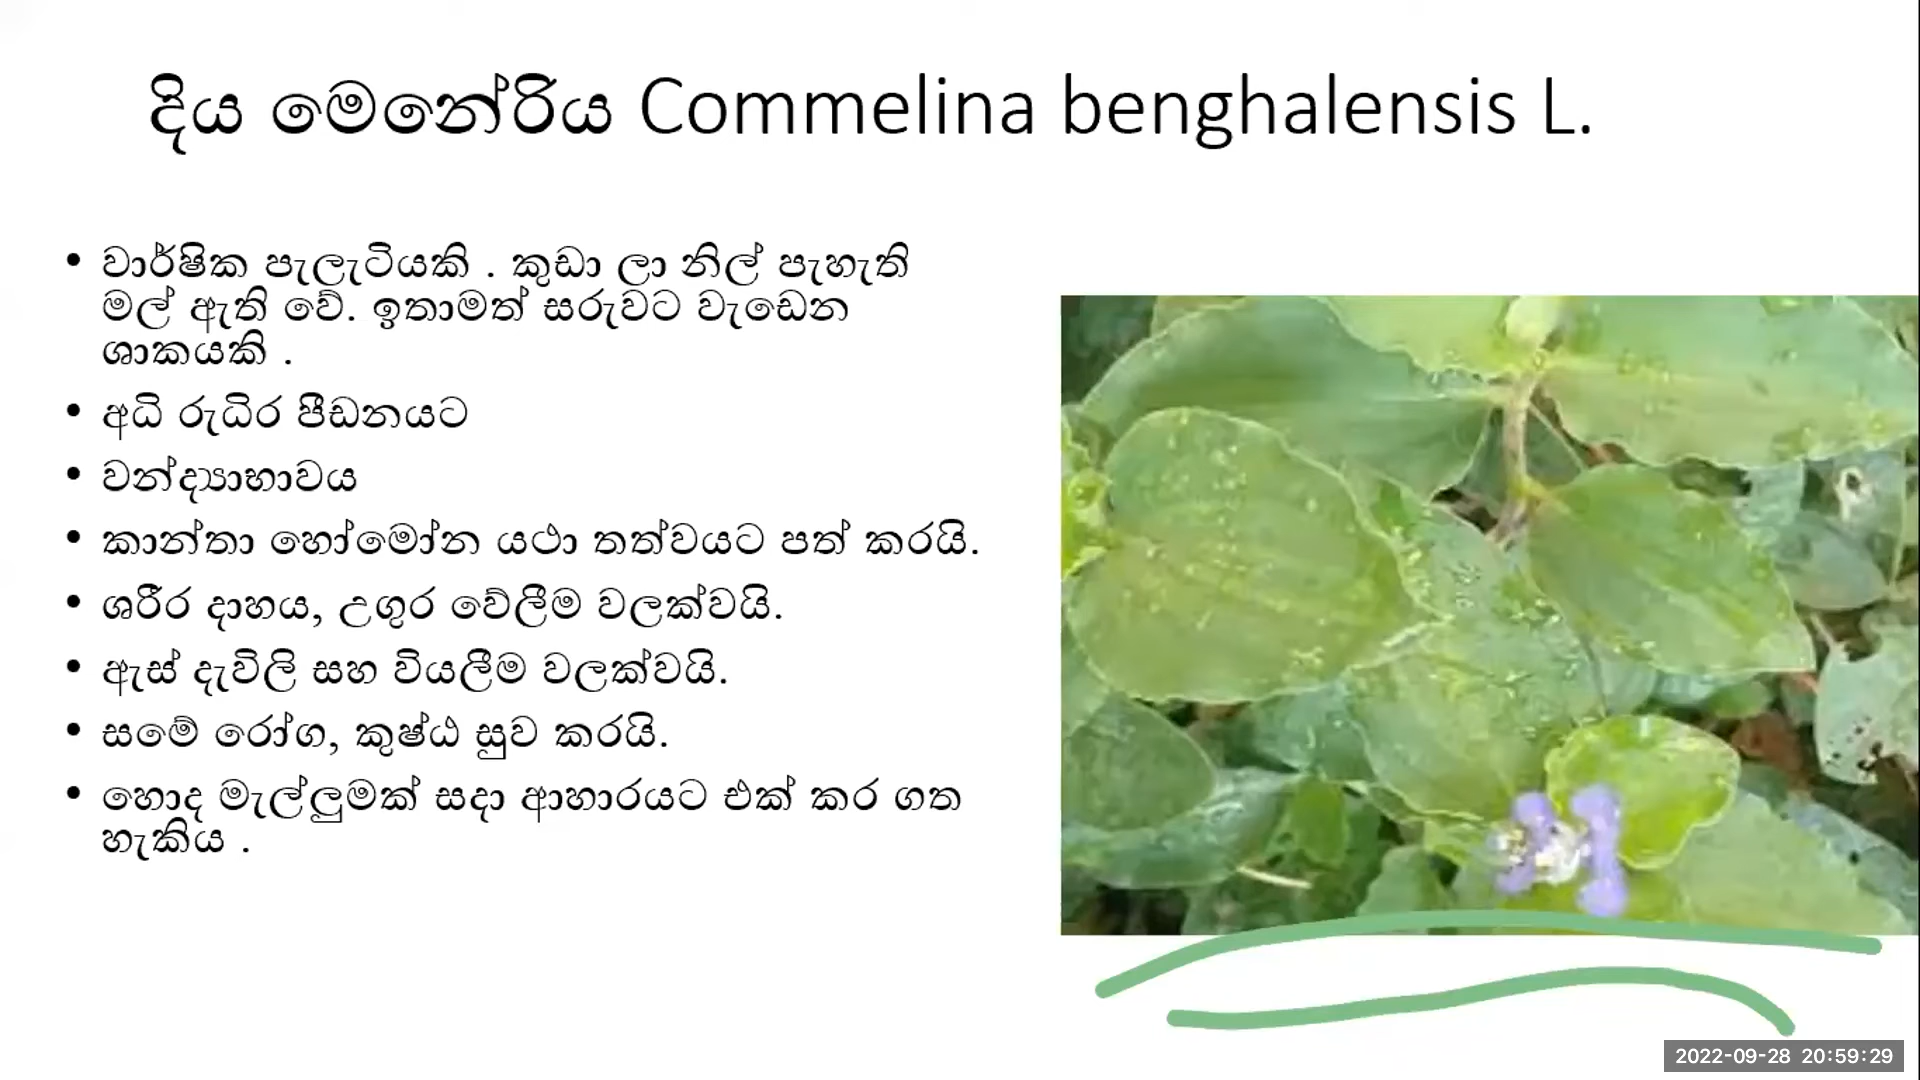 දිය මෙනේරිය Commelina benghalensis L.
• වාර්ෂික පැලැටියකි . කුඩා ලා නිල් පැහැති
මල් ඇති වේ. ඉතාමත් සරුවට වැඩෙන
ශාකයකි .
• අධි රුධිර පීඩනයට
• වන්ද්‍යාභාවය
• කාන්තා හෝමෝන යථා තත්වයට පත් කරයි.
• ශරීර දාහය, උගුර වේලීම වලක්වයි.
• ඇස් දැවිලි සහ වියලීම වලක්වයි.
• සමේ රෝග, කුෂ්ඨ සුව කරයි.
• හොද මැල්ලුමක් සදා ආහාරයට එක් කර ගත
හැකිය .
2022-09-28 20:59:29